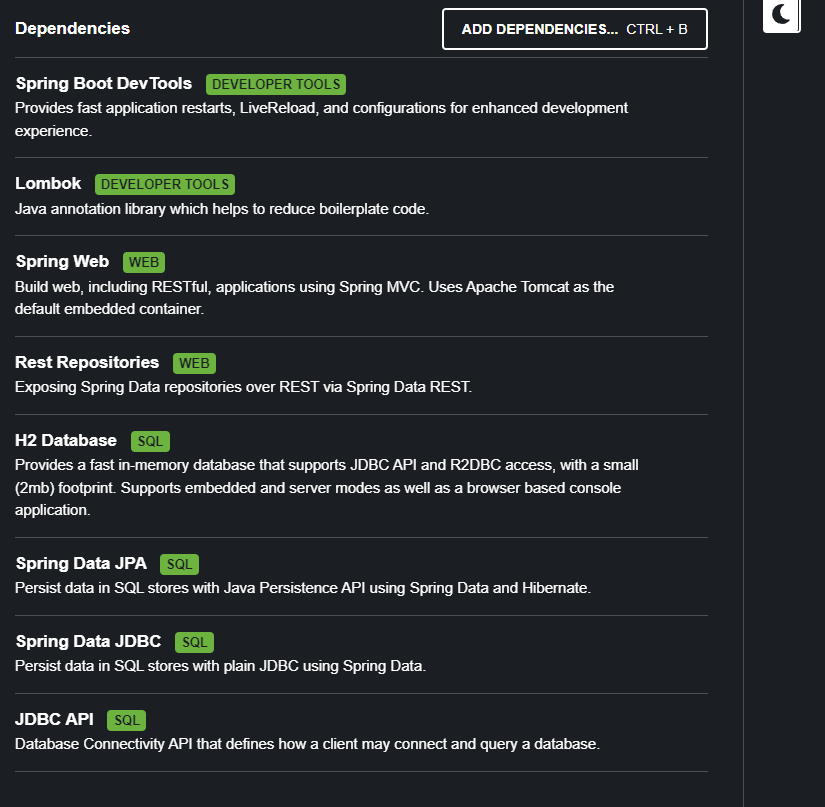 Dependencies
ADD DEPENDENCIES... CTRL + B
Spring Boot DevTools DEVELOPER TOOLS
Provides fast application restarts, LiveReload, and configurations for enhanced development
experience.
Lombok DEVELOPER TOOLS
Java annotation library which helps to reduce boilerplate code.
Spring Web WEB
Build web, including RESTful, applications using Spring MVC. Uses Apache Tomcat as the
default embedded container.
Rest Repositories WEB
Exposing Spring Data repositories over REST via Spring Data REST.
H2 Database SQL
Provides a fast in-memory database that supports JDBC API and R2DBC access, with a small
(2mb) footprint. Supports embedded and server modes as well as a browser based console
application.
Spring Data JPA SQL
Persist data in SQL stores with Java Persistence API using Spring Data and Hibernate.
Spring Data JDBC SQL
Persist data in SQL stores with plain JDBC using Spring Data.
JDBC API SQL
Database Connectivity API that defines how a client may connect and query a database.